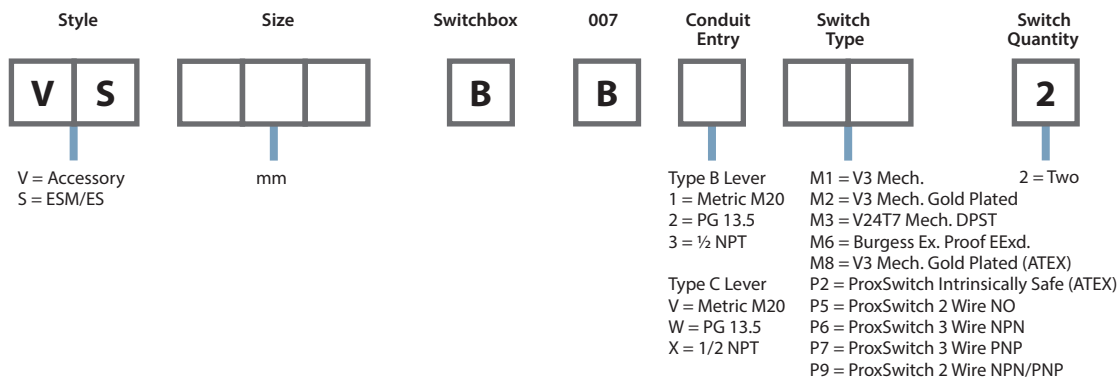 Style
Size
Switchbox
007
Conduit
Entry
Switch
Type
Switch
Quantity
V S
B
B
2
V = Accessory
S = ESM/ES
mm
Type B Lever
1 = Metric M20
2 = PG 13.5
3 = ½ NPT
Type C Lever
V = Metric M20
W = PG 13.5
X = 1/2 NPT
M1 = V3 Mech.
M2 = V3 Mech. Gold Plated
M3 = V24T7 Mech. DPST
M6 = Burgess Ex. Proof EExd.
M8 = V3 Mech. Gold Plated (ATEX)
P2 = ProxSwitch Intrinsically Safe (ATEX)
P5 = ProxSwitch 2 Wire NO
P6 = ProxSwitch 3 Wire NPN
P7 = ProxSwitch 3 Wire PNP
P9 = ProxSwitch 2 Wire NPN/PNP
2 = Two